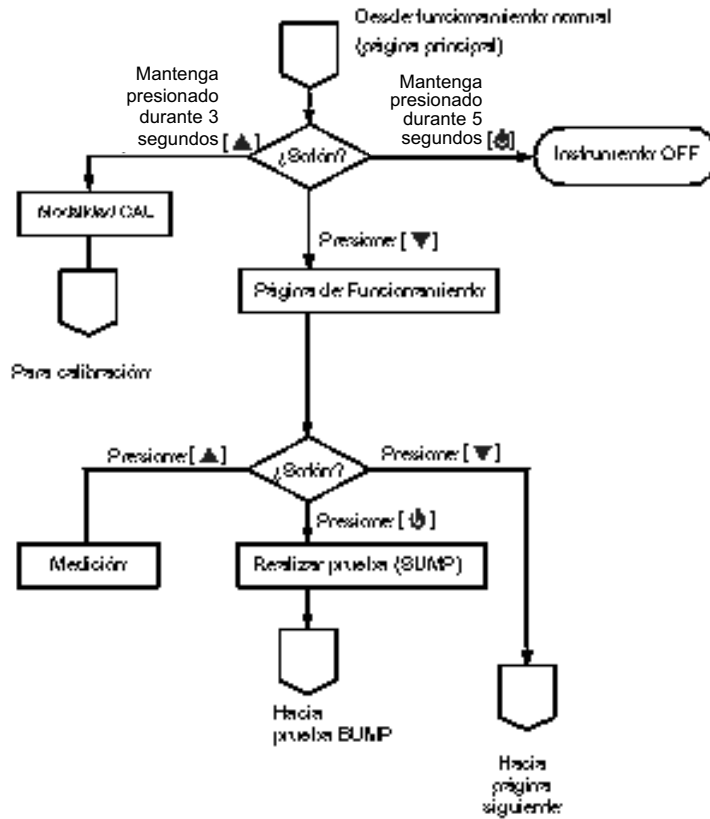 Desde funcionamiento normal
(página principal)
Mantenga
presionado
durante 3
segundos [▲]
Mantenga
presionado
durante 5
segundos [⏻]
¿Botón?
Instrumento OFF
Modalidad CAL
Presione [▼]
Página de Funcionamiento
Para calibración
Presione [▲]
¿Botón?
Presione [▼]
Presione [⏻]
Medición
Realizar prueba (BUMP)
Hacia
prueba BUMP
Hacia
página
siguiente